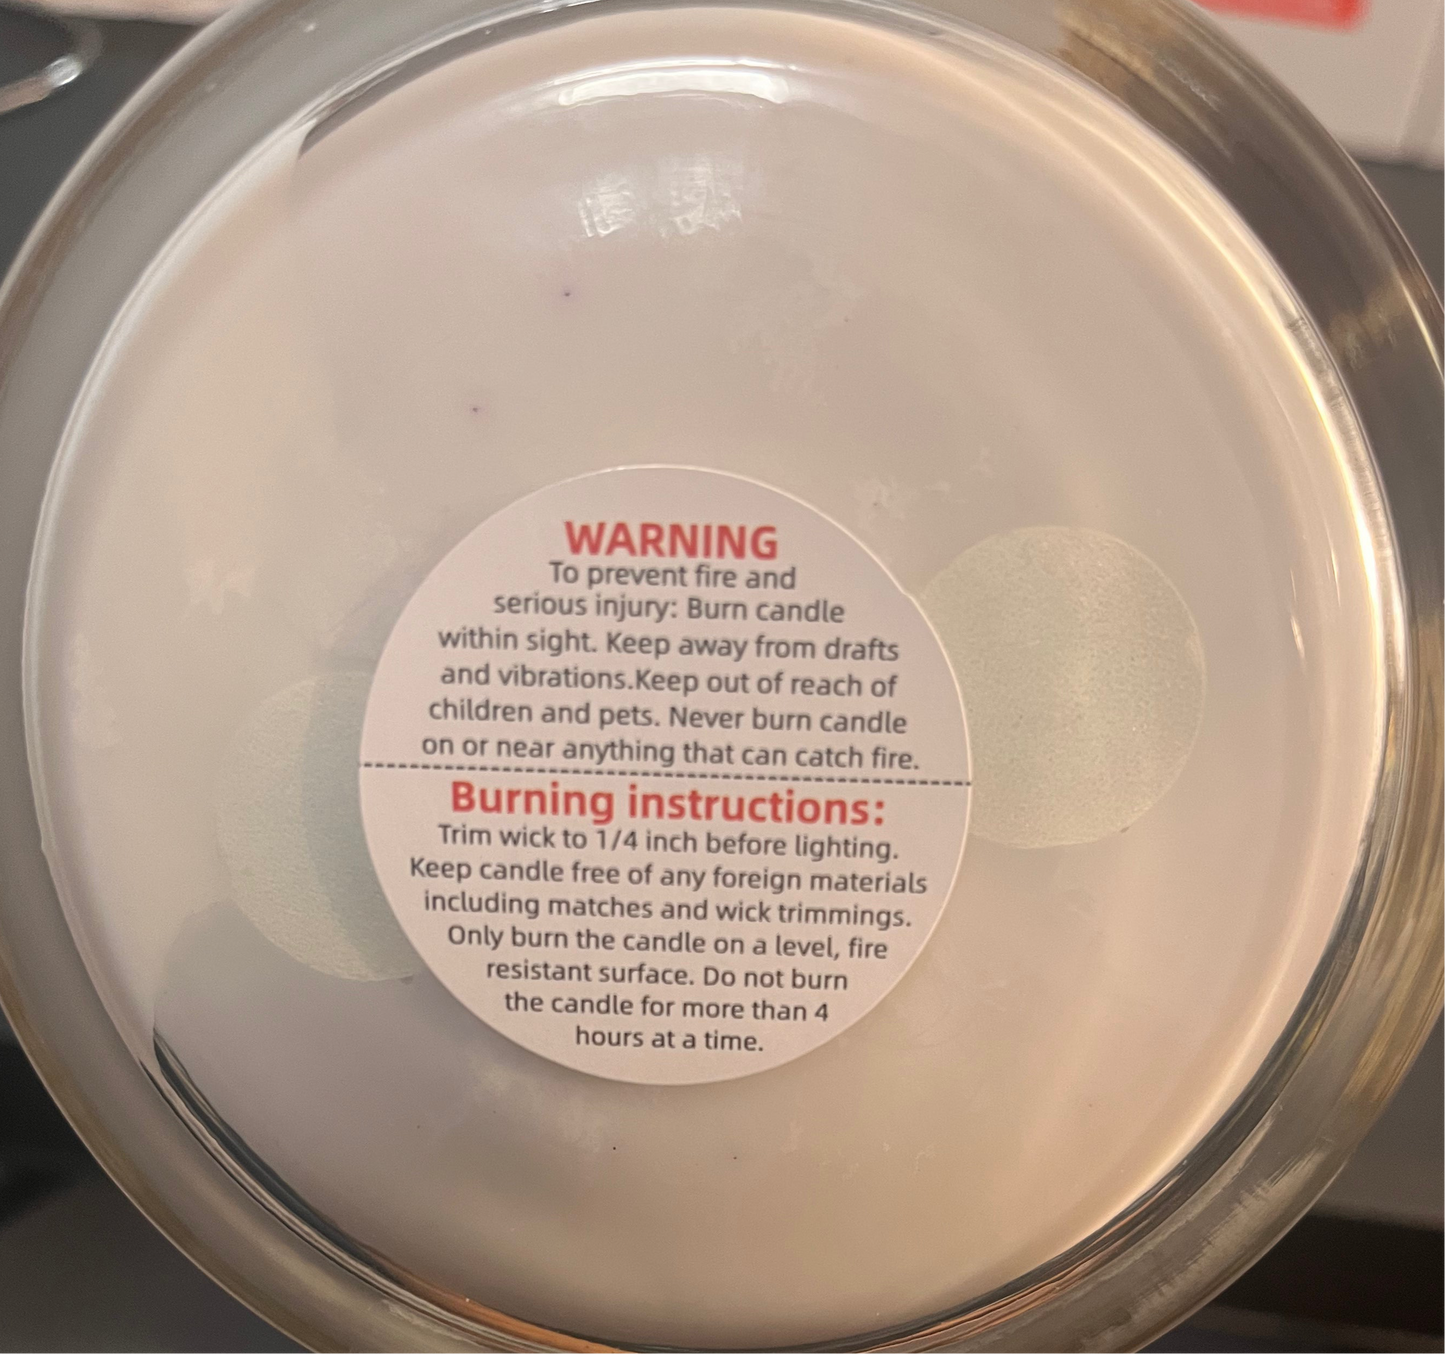 WARNING
To prevent fire and
serious injury: Burn candle
within sight. Keep away from drafts
and vibrations.Keep out of reach of
children and pets. Never burn candle
on or near anything that can catch fire.
Burning instructions:
Trim wick to 1/4 inch before lighting.
Keep candle free of any foreign materials
including matches and wick trimmings.
Only burn the candle on a level, fire
resistant surface. Do not burn
the candle for more than 4
hours at a time.